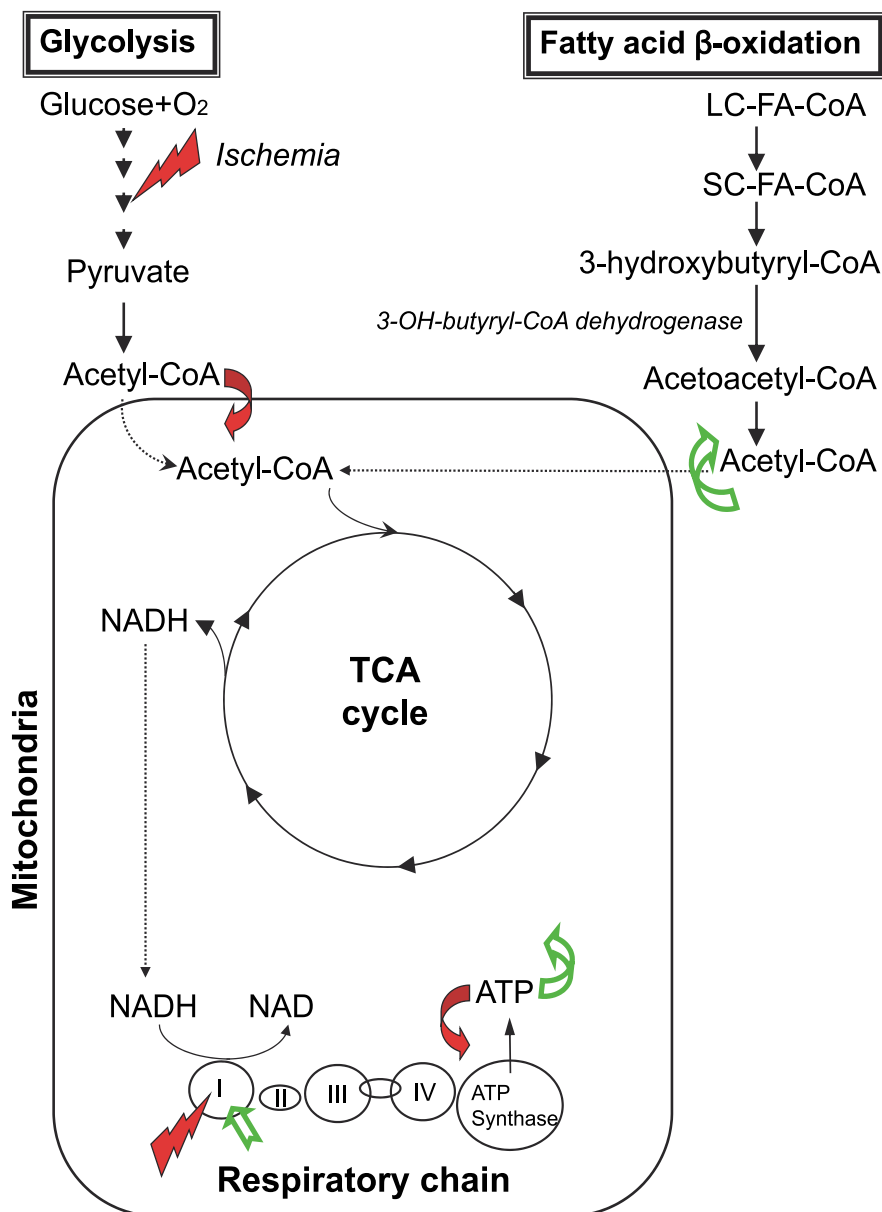 Glycolysis
Fatty acid β-oxidation
Glucose+O₂
LC-FA-CoA
Ischemia
SC-FA-CoA
Pyruvate
3-hydroxybutyryl-CoA
3-OH-butyryl-CoA dehydrogenase
Acetyl-CoA
Acetoacetyl-CoA
Acetyl-CoA
Acetyl-CoA
NADH
TCA
cycle
Mitochondria
NADH
NAD
ATP
I
II
III
IV
ATP
Synthase
Respiratory chain